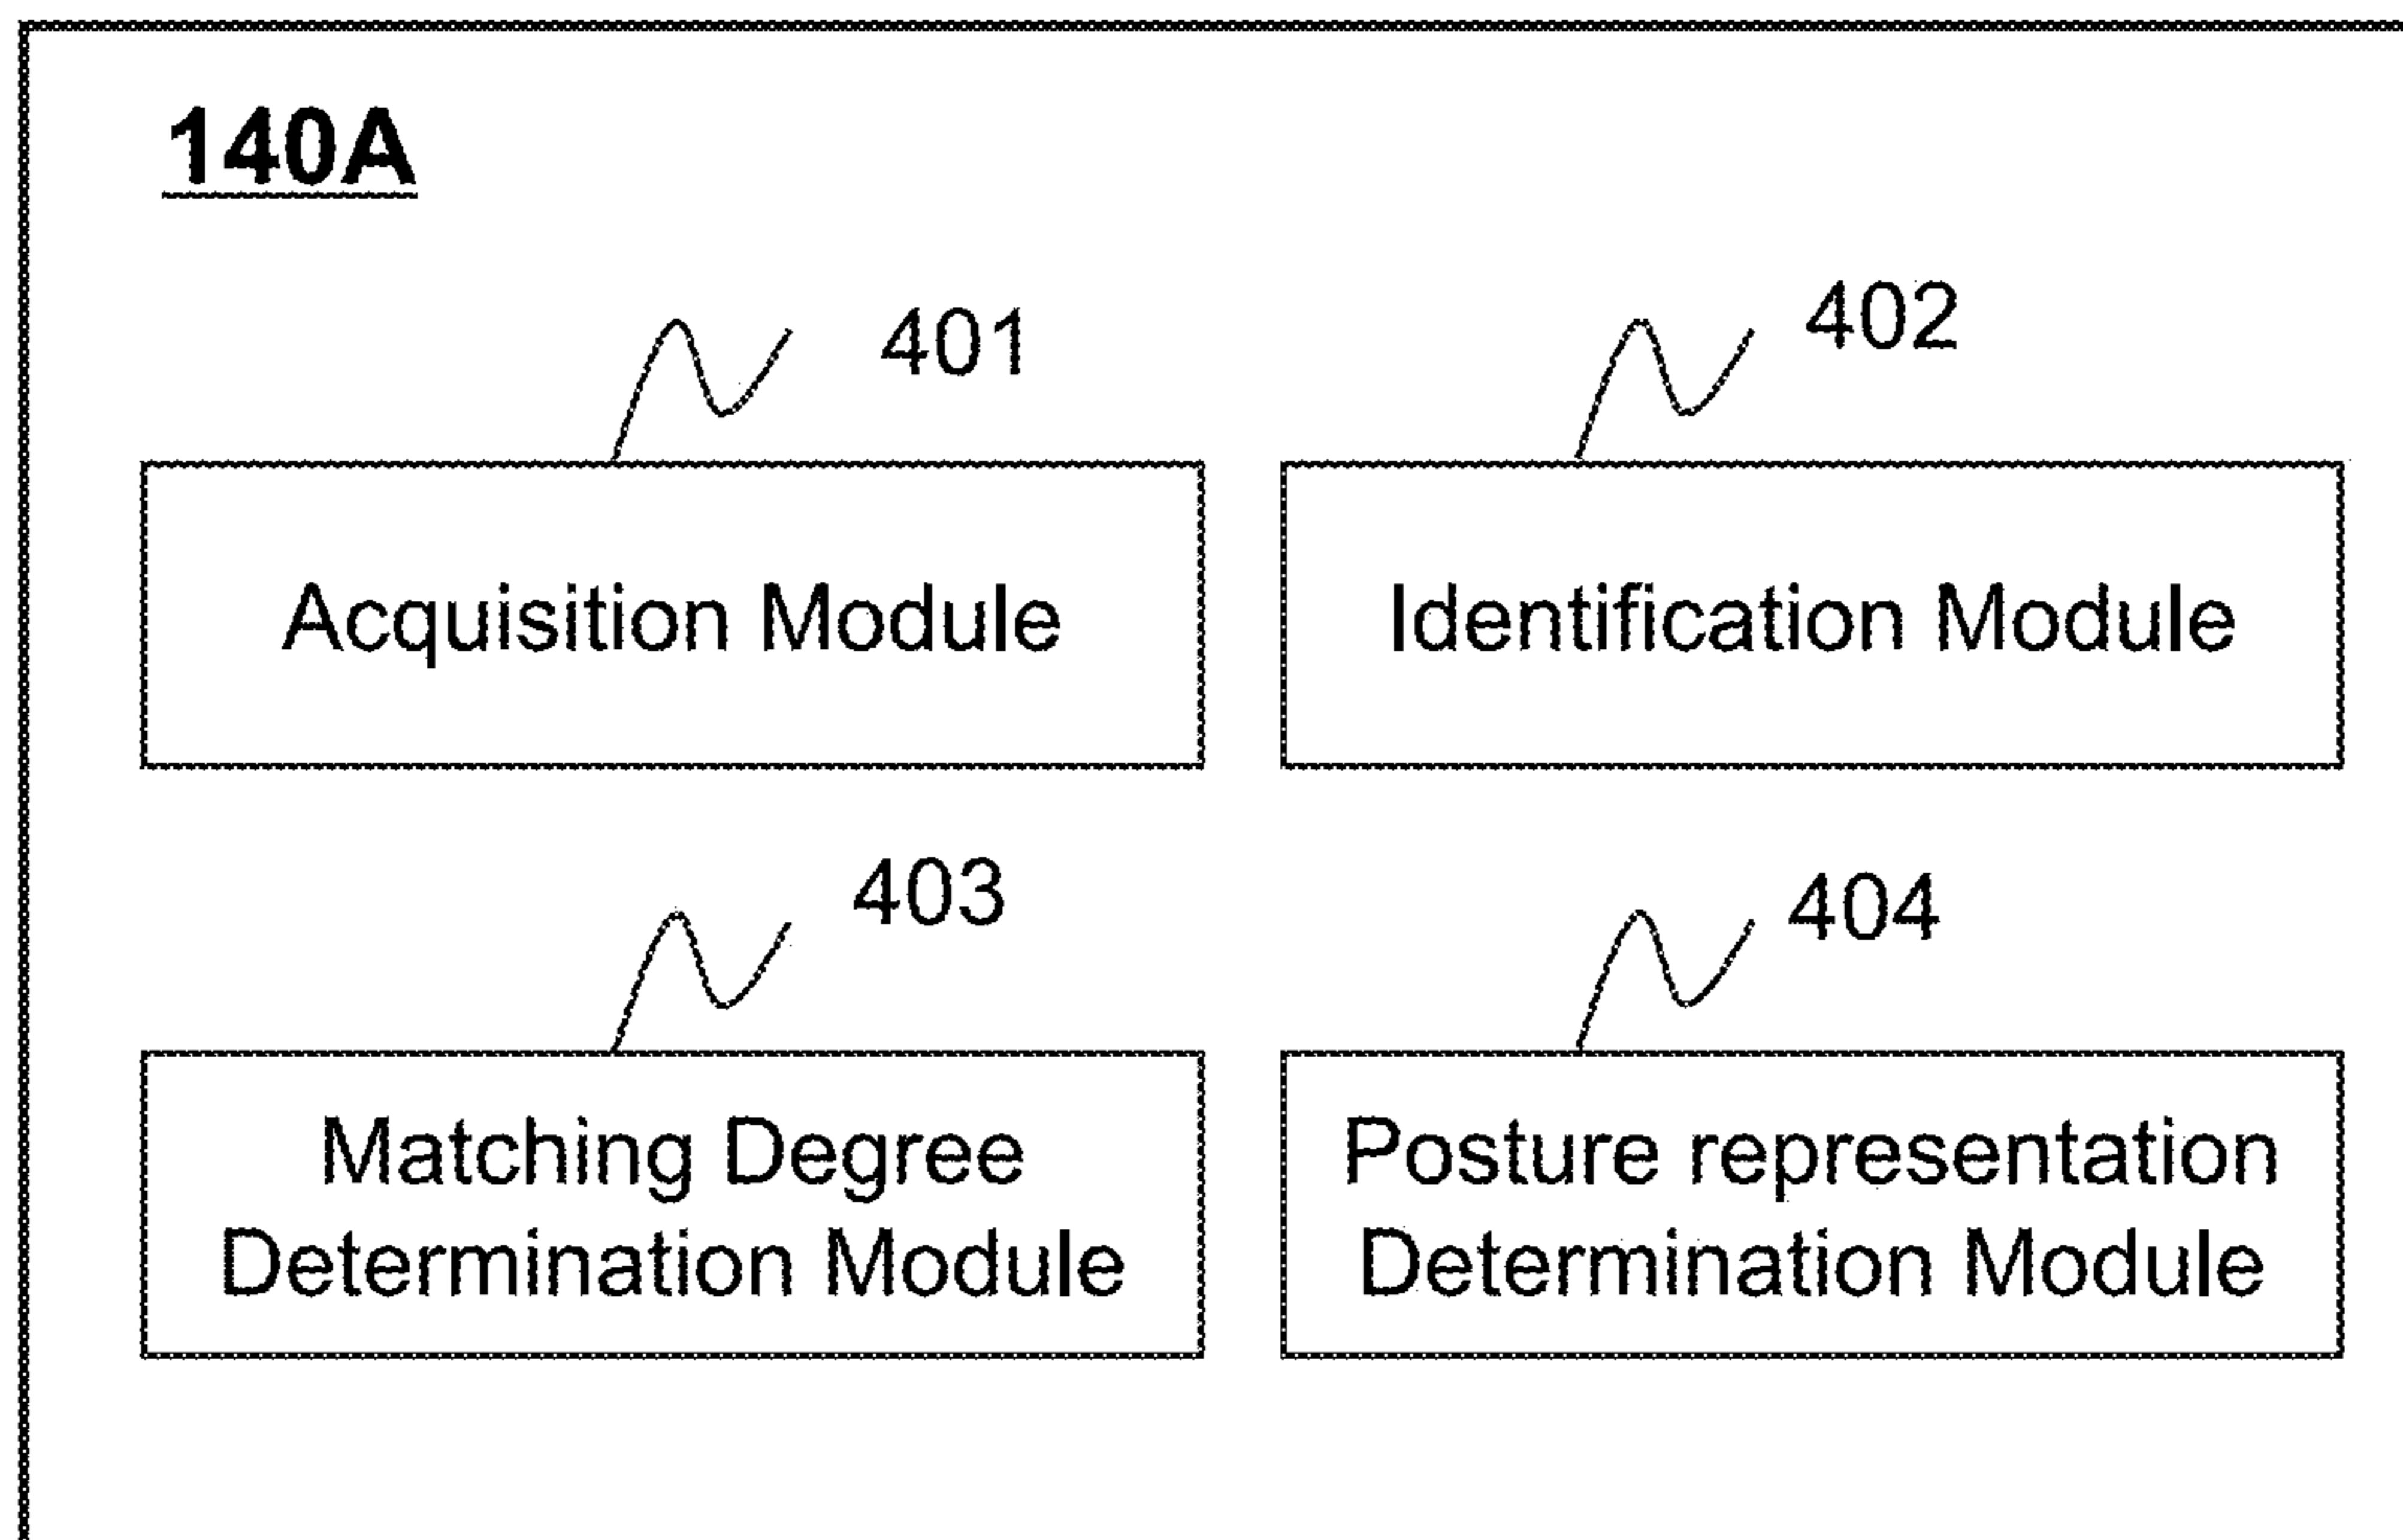 140A
401
402
Acquisition Module
Identification Module
403
404
Matching Degree
Determination Module
Posture representation
Determination Module